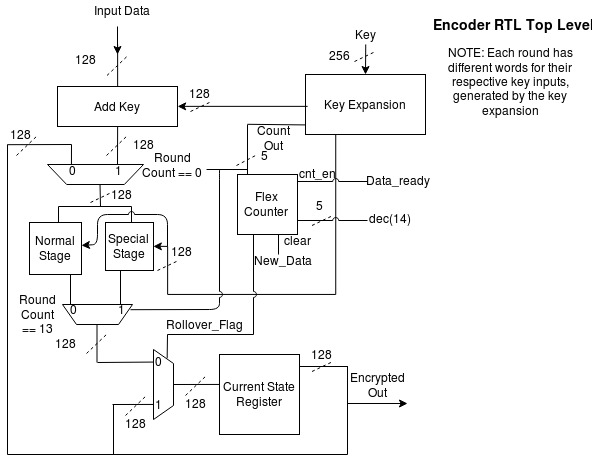 Input Data
Encoder RTL Top Level
Key
NOTE: Each round has
different words for their
respective key inputs,
generated by the key
expansion
128
256
Add Key
128
Key Expansion
128
128
Count
Out
Round
Count == 0
5
0
1
cnt_en
Data_ready
128
Flex
Counter
5
dec(14)
Normal
Stage
Special
Stage
128
clear
New_Data
Round
Count
== 13
0
1
128
Rollover_Flag
0
1
128
128
Current State
Register
128
Encrypted
Out